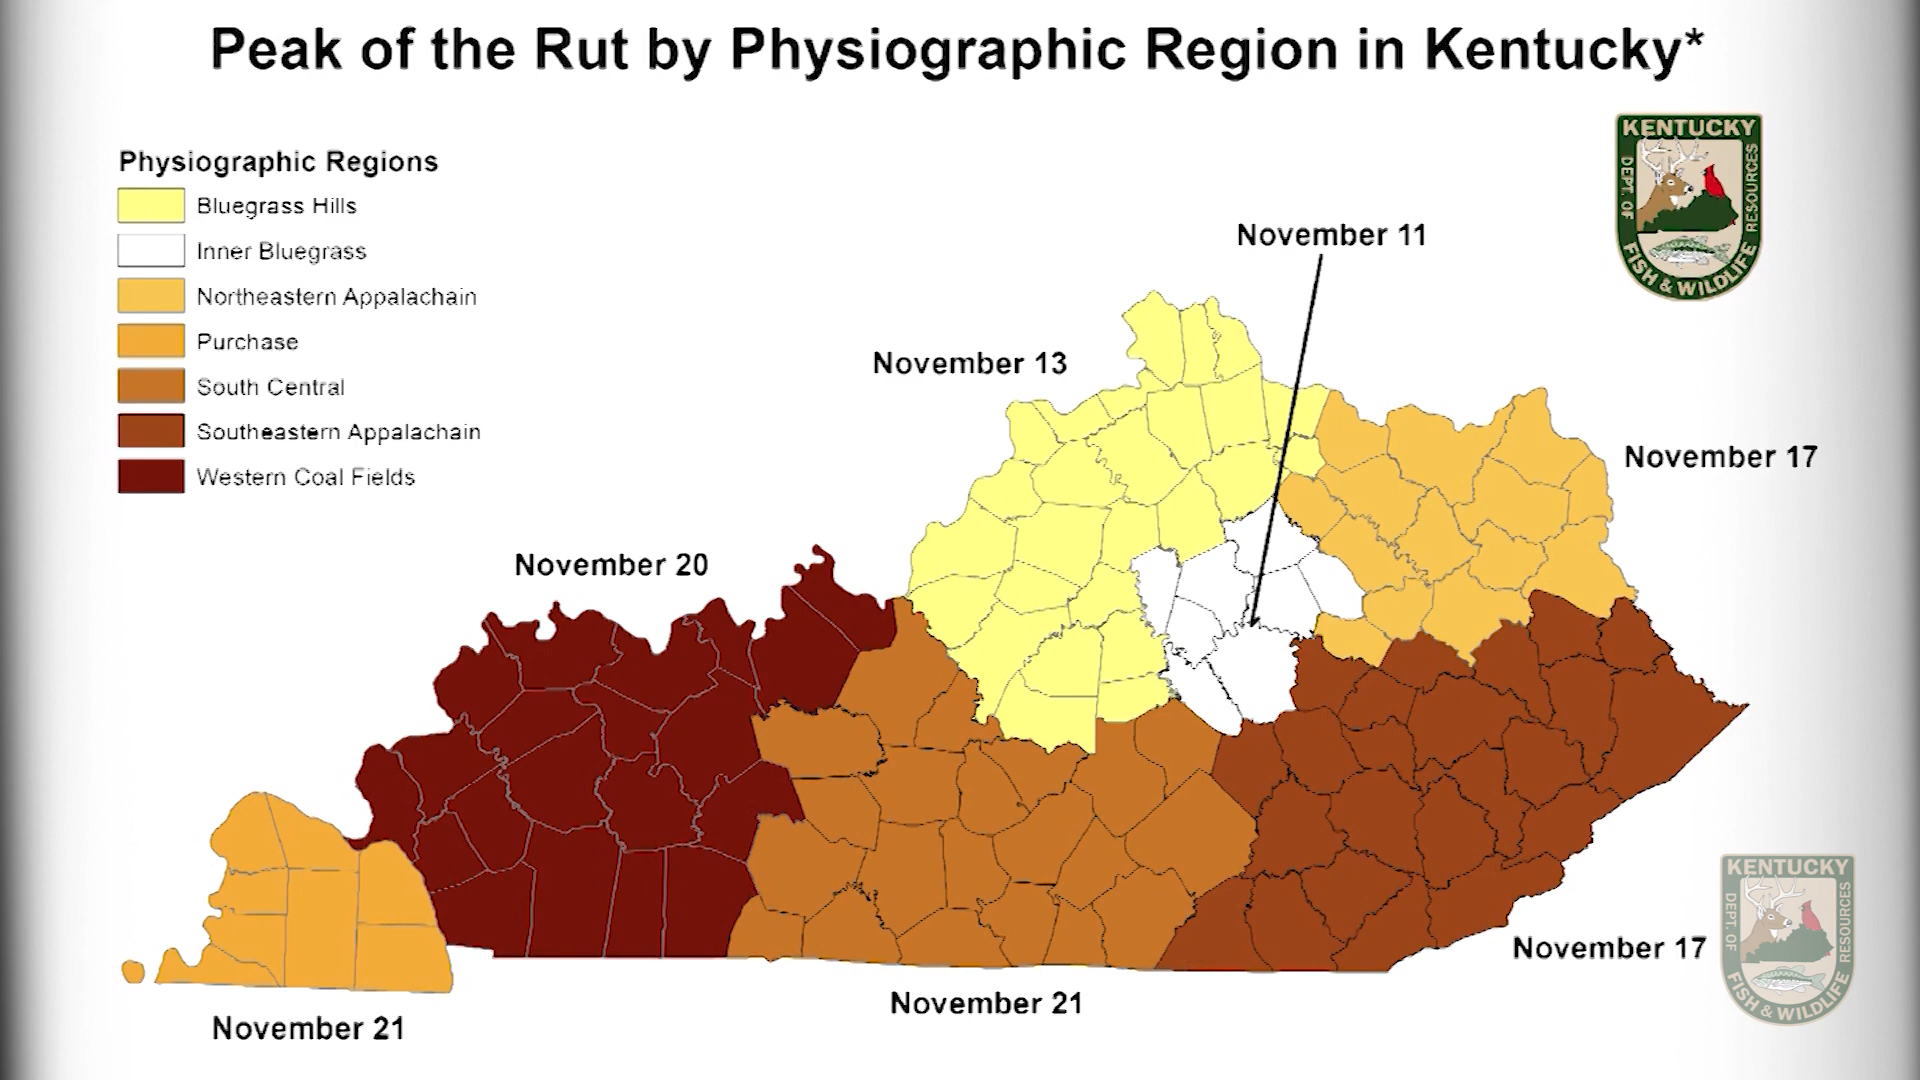 Peak of the Rut by Physiographic Region in Kentucky*
Physiographic Regions
Bluegrass Hills
Inner Bluegrass
Northeastern Appalachain
Purchase
South Central
Southeastern Appalachain
Western Coal Fields
KENTUCKY
DEPT. OF
FISH & WILDLIFE
RESOURCES
November 11
November 13
November 17
November 20
November 17
November 21
November 21
KENTUCKY
DEPT. OF
FISH & WILDLIFE
RESOURCES